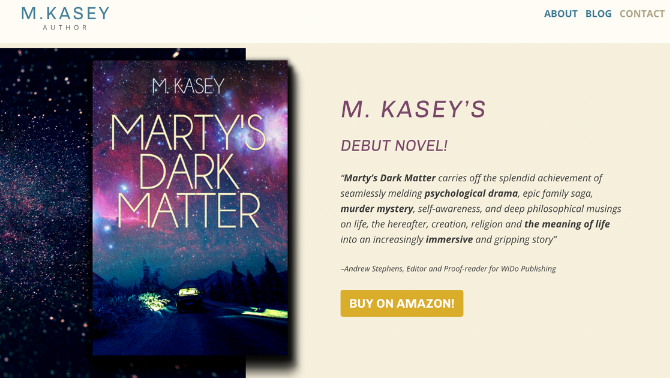 M.KASEY
AUTHOR
ABOUT BLOG CONTACT
M. KASEY
MARTY'S
DARK
MATTER
M. KASEY'S
DEBUT NOVEL!
“Marty's Dark Matter carries off the splendid achievement of
seamlessly melding psychological drama, epic family saga,
murder mystery, self-awareness, and deep philosophical musings
on life, the hereafter, creation, religion and the meaning of life
into an increasingly immersive and gripping story”
–Andrew Stephens, Editor and Proof-reader for WiDo Publishing
BUY ON AMAZON!